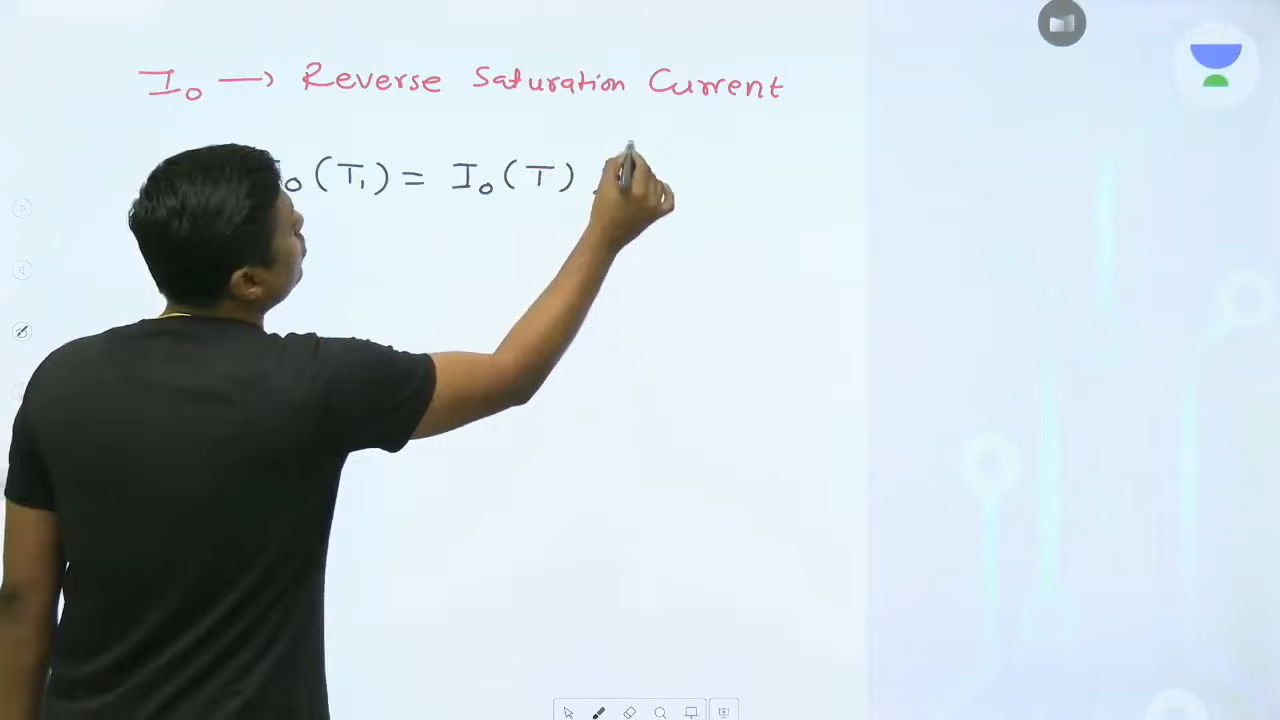 I₀ → Reverse Saturation Current
₀(T₁) = I₀(T)